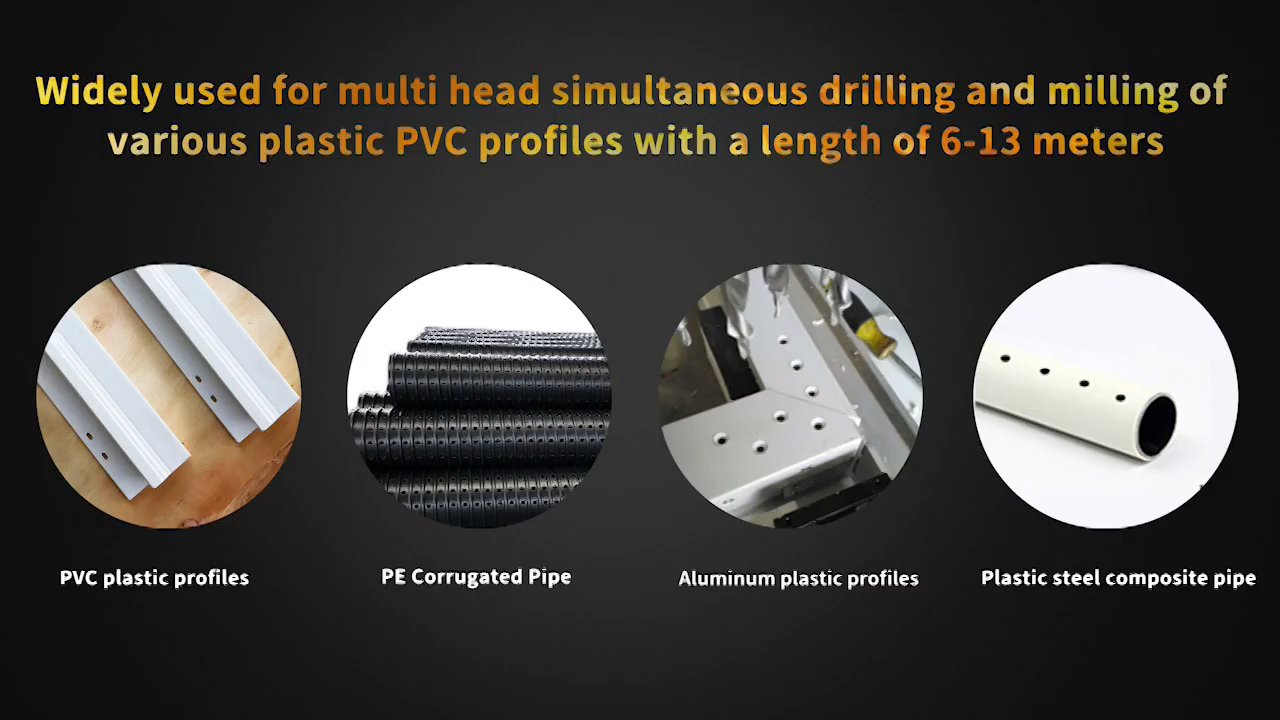 Widely used for multi head simultaneous drilling and milling of
various plastic PVC profiles with a length of 6-13 meters
PVC plastic profiles
PE Corrugated Pipe
Aluminum plastic profiles
Plastic steel composite pipe